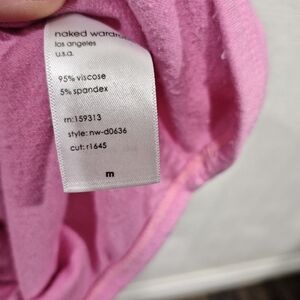 naked
los angeles
u.s.a.
95% viscose
5% spandex
rn:159313
style: nw-d0636
cut: r1645
m